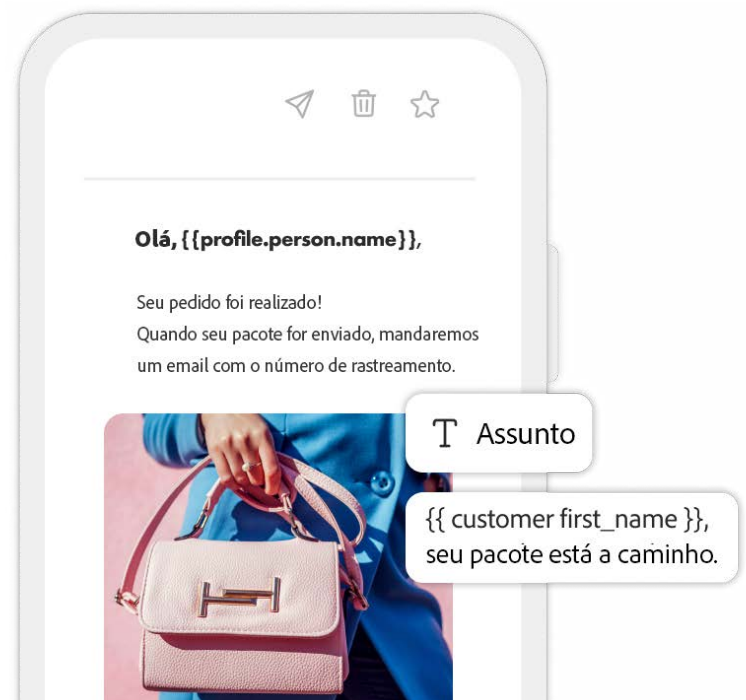 Olá, {{profile.person.name}},
Seu pedido foi realizado!
Quando seu pacote for enviado, mandaremos
um email com o número de rastreamento.
T Assunto
{{ customer first_name }},
seu pacote está a caminho.